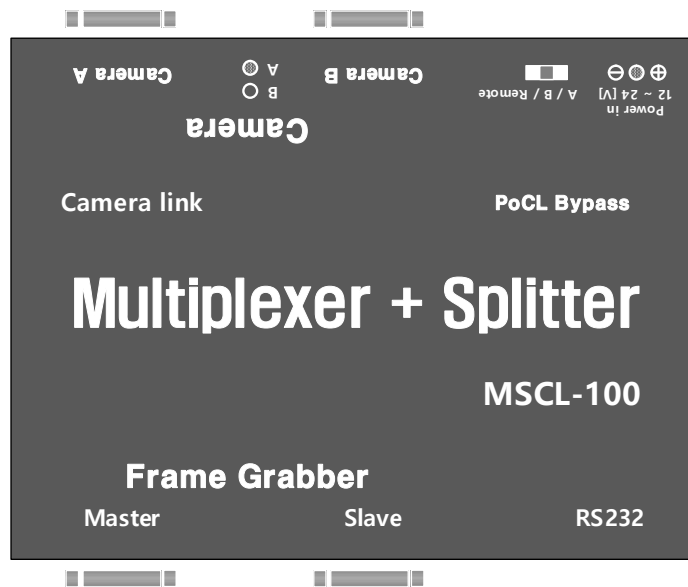 Camera A
A
B
Camera B
A / B / Remote
12 ~ 24 [V]
Power in
Camera
Camera link
PoCL Bypass
Multiplexer + Splitter
MSCL-100
Frame Grabber
Master
Slave
RS232